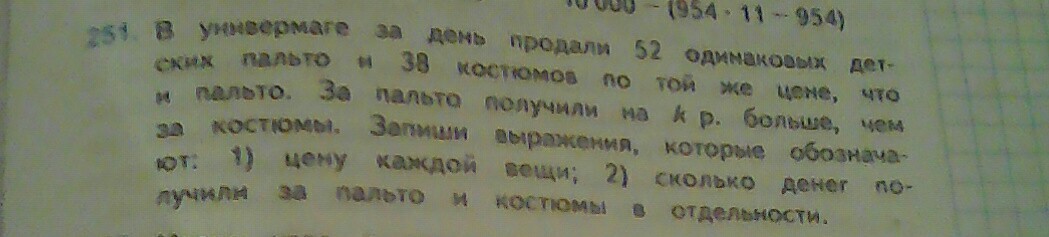 10 000 − (954 · 11 − 954)
251. В универмаге за день продали 52 одинаковых дет-
ских пальто и 38 костюмов по той же цене, что
и пальто. За пальто получили на k р. больше, чем
за костюмы. Запиши выражения, которые обознача-
ют: 1) цену каждой вещи; 2) сколько денег по-
лучили за пальто и костюмы в отдельности.